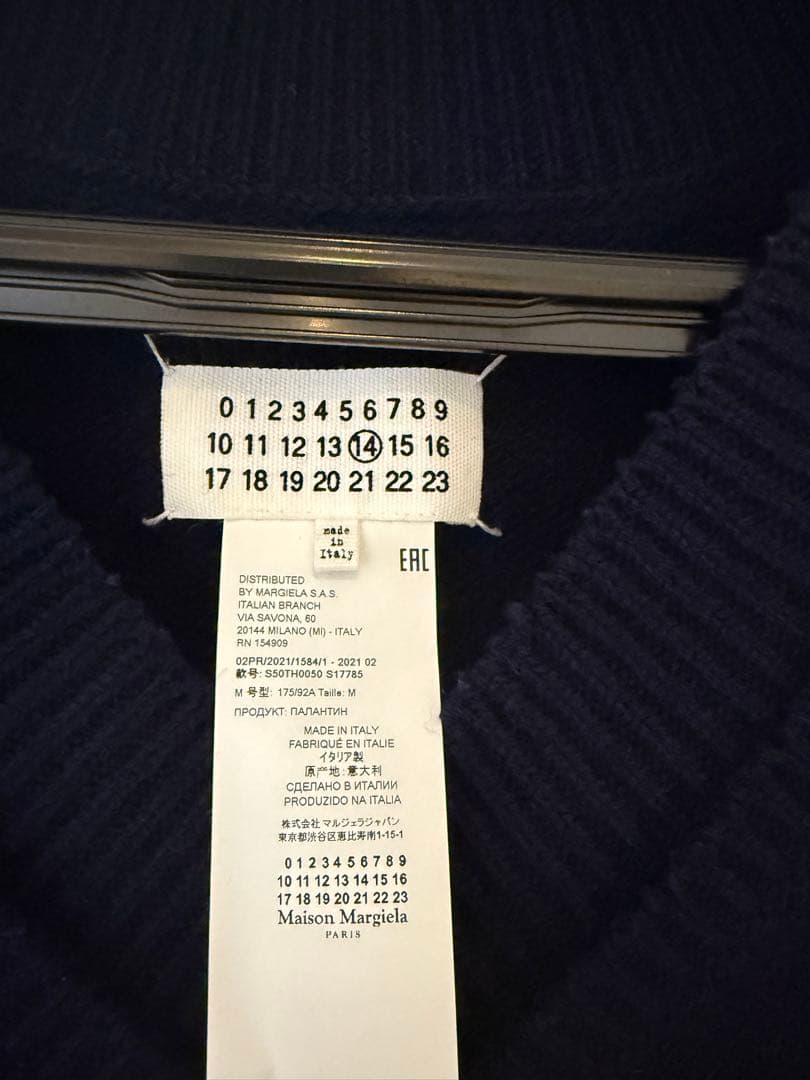 0 1 2 3 4 5 6 7 8 9
10 11 12 13 14 15 16
17 18 19 20 21 22 23
made
in
Italy
EAC
DISTRIBUTED
BY MARGIELA S.A.S.
ITALIAN BRANCH
VIA SAVONA, 60
20144 MILANO (MI) - ITALY
RN 154909
02PR/2021/1584/1 - 2021 02
款号: S50TH0050 S17785
M 号型: 175/92A Taille: M
ПРОДУКТ: ПАЛАНТИН
MADE IN ITALY
FABRIQUÉ EN ITALIE
イタリア製
原产地:意大利
СДЕЛАНО В ИТАЛИИ
PRODUZIDO NA ITALIA
株式会社 マルジェラジャパン
東京都渋谷区恵比寿南1-15-1
0 1 2 3 4 5 6 7 8 9
10 11 12 13 14 15 16
17 18 19 20 21 22 23
Maison Margiela
PARIS